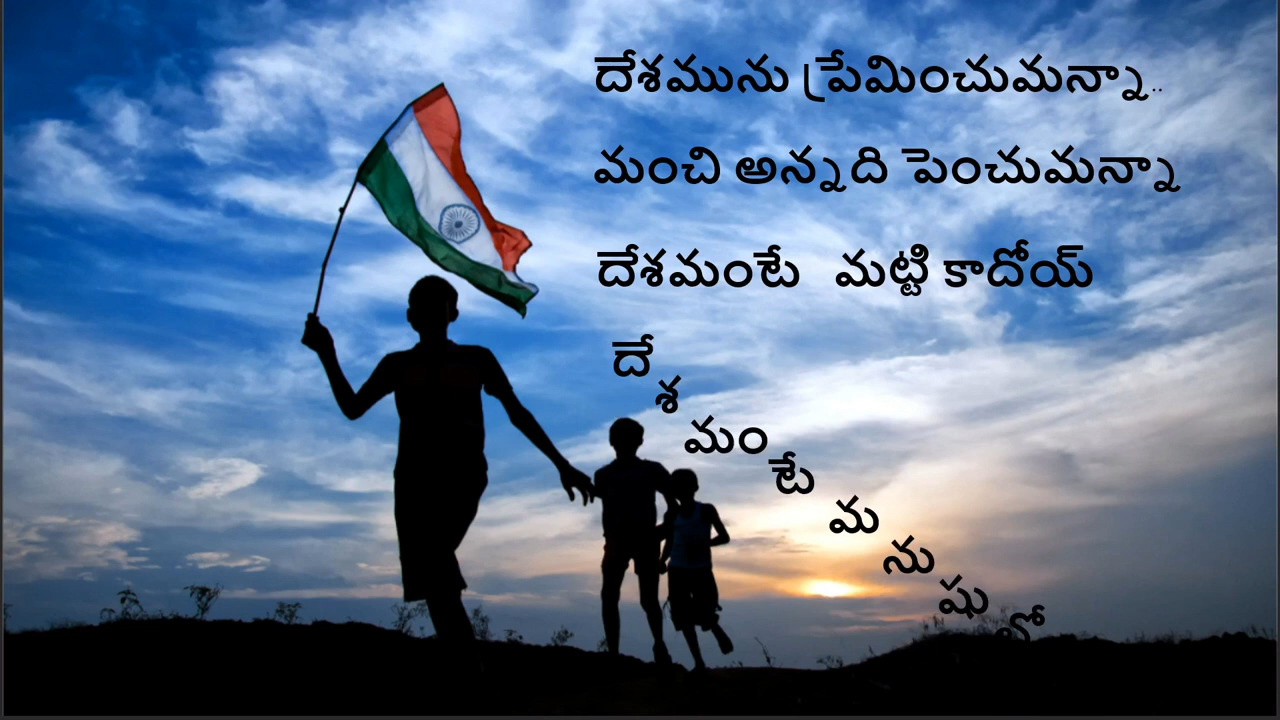 దేశమును ప్రేమించుమన్నా..
మంచి అన్నది పెంచుమన్నా
దేశమంటే మట్టి కాదోయ్
దేశమంటే మనుషులో